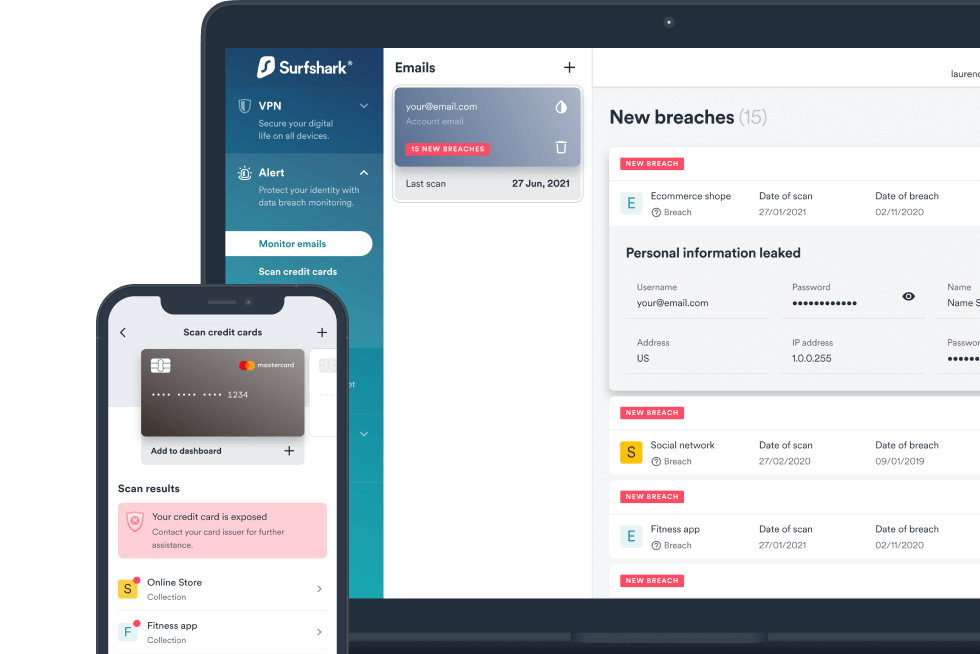 Surfshark®
VPN
Secure your digital
life on all devices.
Alert
Protect your identity with
data breach monitoring.
Monitor emails
Scan credit cards
Emails
+
your@email.com
Account email
15 NEW BREACHES
Last scan 27 Jun, 2021
New breaches (15)
NEW BREACH
E Ecommerce shope Date of scan Date of breach
Breach 27/01/2021 02/11/2020
Personal information leaked
Username Password Name
your@email.com •••••••••••• Name S
Address IP address
US 1.0.0.255
NEW BREACH
S Social network Date of scan Date of breach
Breach 27/02/2020 09/01/2019
NEW BREACH
E Fitness app Date of scan Date of breach
Breach 27/01/2021 02/11/2020
NEW BREACH
Scan credit cards
+
mastercard
•••• •••• •••• 1234
Add to dashboard +
Scan results
Your credit card is exposed
Contact your card issuer for further
assistance.
S Online Store
Collection
F Fitness app
Collection